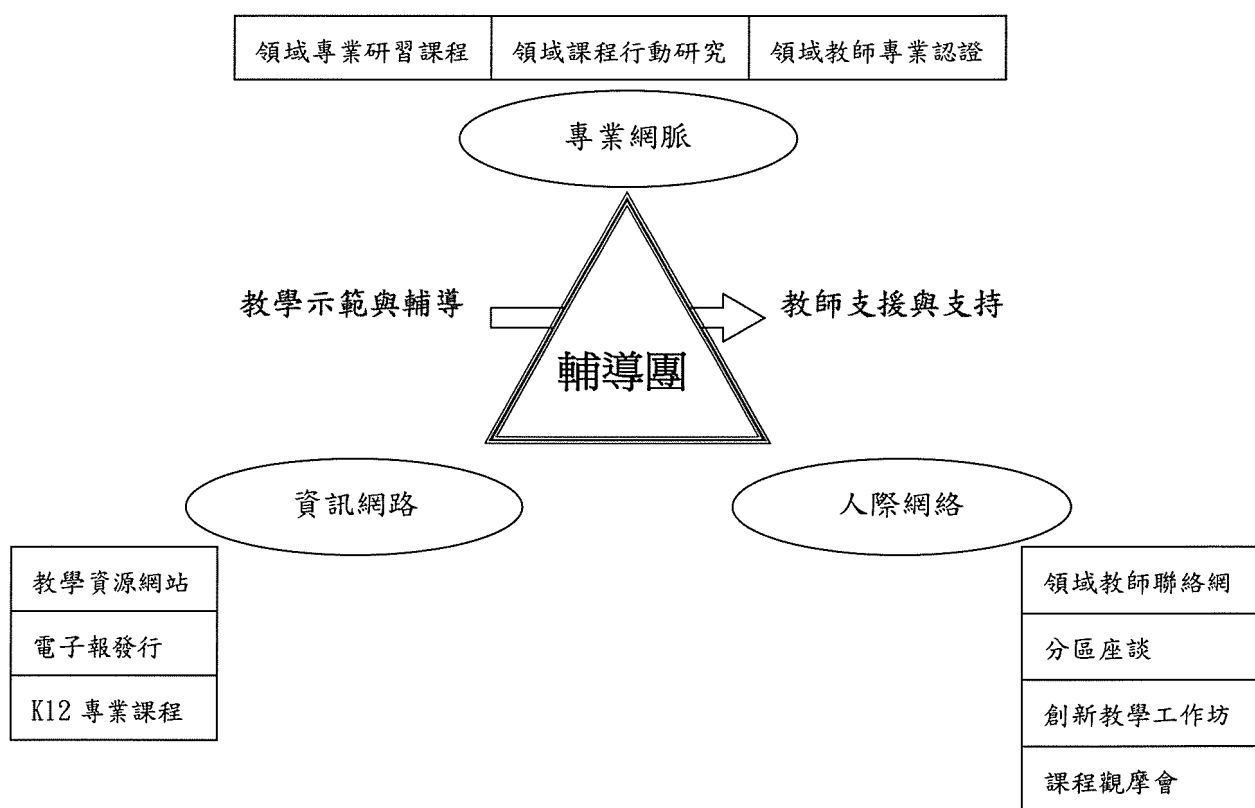 領域專業研習課程
領域課程行動研究
領域教師專業認證
專業網脈
教學示範與輔導
教師支援與支持
輔導團
資訊網路
人際網絡
教學資源網站
電子報發行
K12 專業課程
領域教師聯絡網
分區座談
創新教學工作坊
課程觀摩會